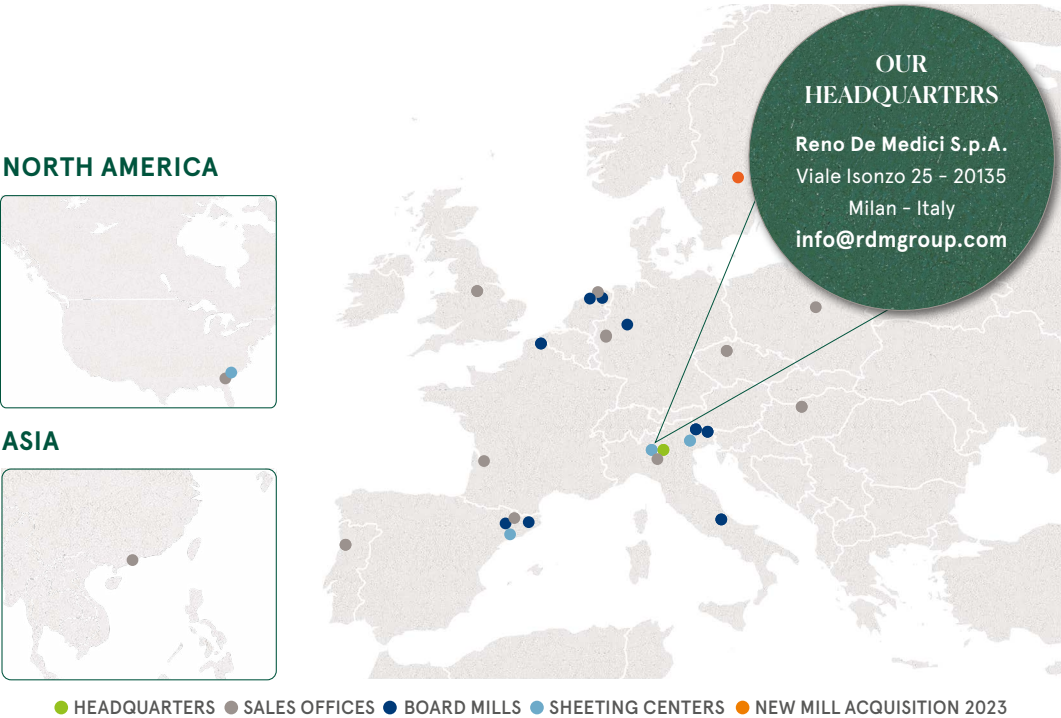 OUR
HEADQUARTERS
Reno De Medici S.p.A.
Viale Isonzo 25 - 20135
Milan - Italy
info@rdmgroup.com
NORTH AMERICA
ASIA
HEADQUARTERS SALES OFFICES BOARD MILLS SHEETING CENTERS NEW MILL ACQUISITION 2023